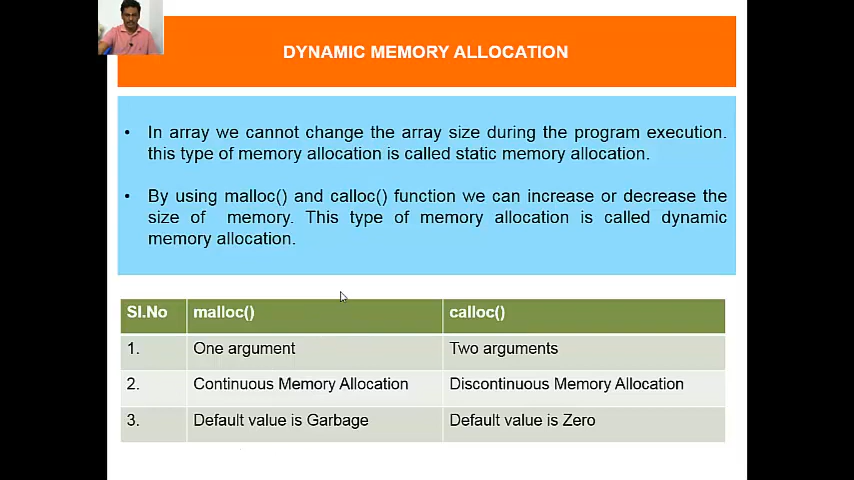 DYNAMIC MEMORY ALLOCATION
• In array we cannot change the array size during the program execution.
this type of memory allocation is called static memory allocation.
• By using malloc() and calloc() function we can increase or decrease the
size of memory. This type of memory allocation is called dynamic
memory allocation.
Sl.No malloc() calloc()
1. One argument Two arguments
2. Continuous Memory Allocation Discontinuous Memory Allocation
3. Default value is Garbage Default value is Zero